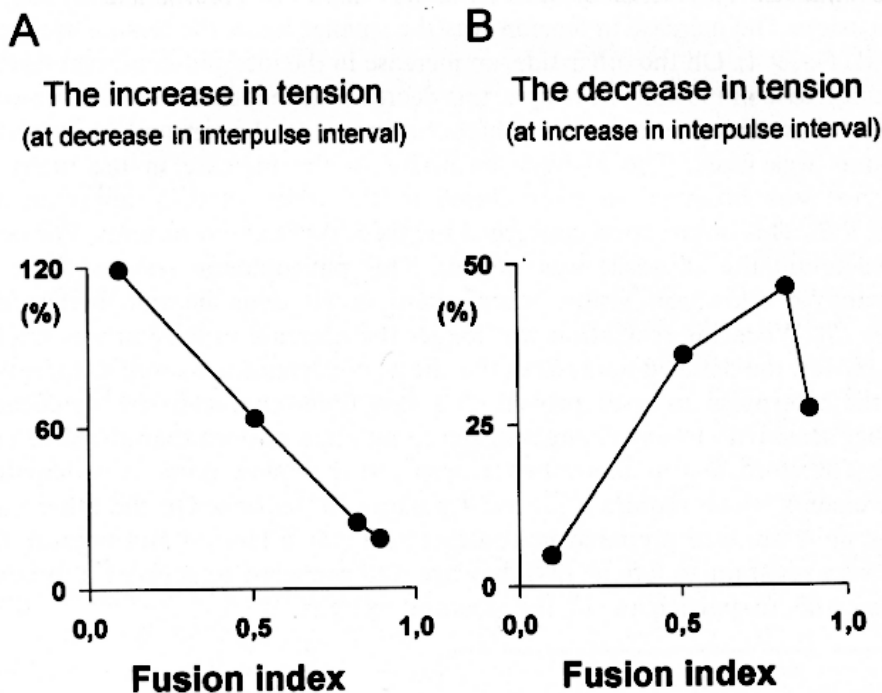 A
The increase in tension
(at decrease in interpulse interval)
120
(%)
60
0
0,0
0,5
1,0
Fusion index
B
The decrease in tension
(at increase in interpulse interval)
50
(%)
25
0
0,0
0,5
1,0
Fusion index